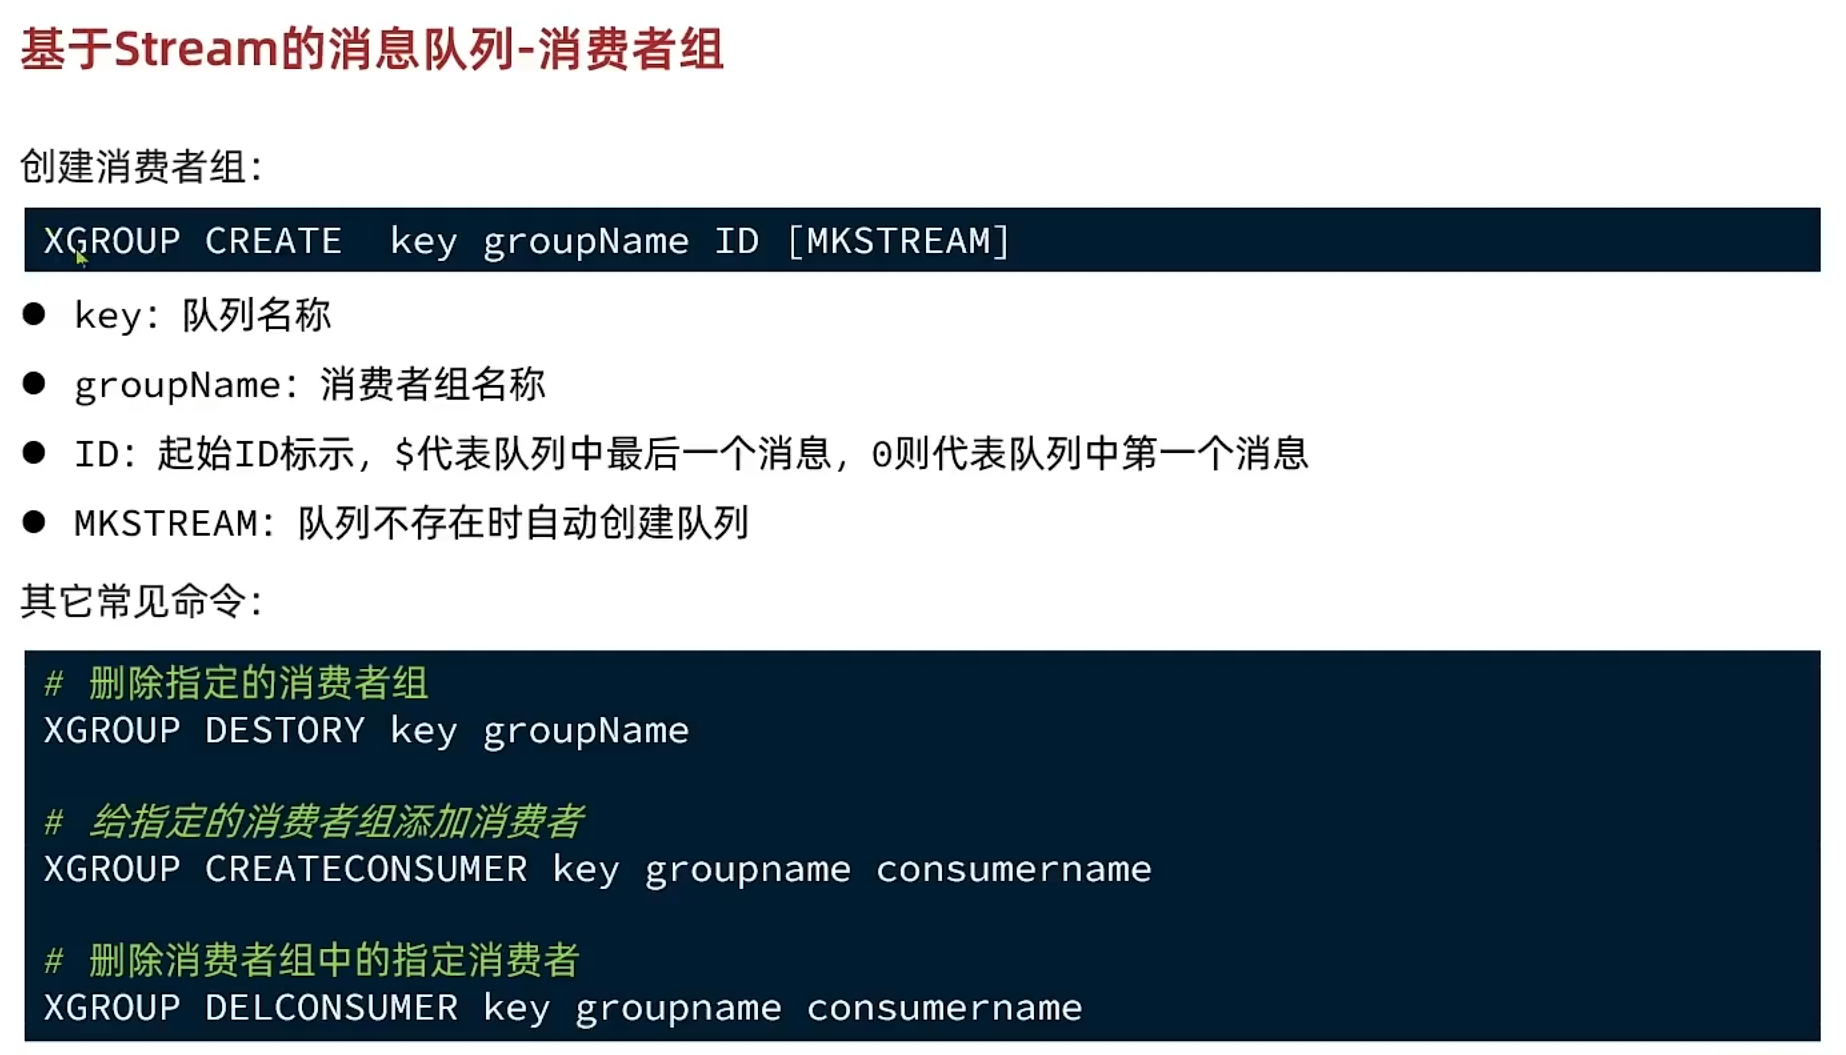 基于Stream的消息队列-消费者组
创建消费者组：
XGROUP CREATE  key groupName ID [MKSTREAM]
● key：队列名称
● groupName：消费者组名称
● ID：起始ID标示，$代表队列中最后一个消息，0则代表队列中第一个消息
● MKSTREAM：队列不存在时自动创建队列
其它常见命令：
# 删除指定的消费者组
XGROUP DESTORY key groupName
# 给指定的消费者组添加消费者
XGROUP CREATECONSUMER key groupname consumername
# 删除消费者组中的指定消费者
XGROUP DELCONSUMER key groupname consumername